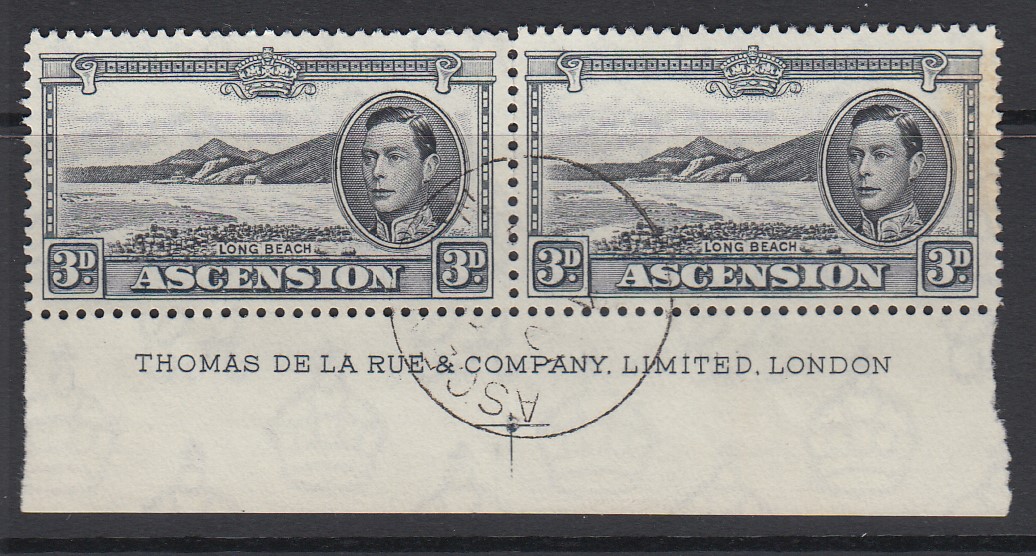 LONG BEACH
3D.
ASCENSION
3D.
LONG BEACH
3D.
ASCENSION
3D.
THOMAS DE LA RUE & COMPANY, LIMITED, LONDON